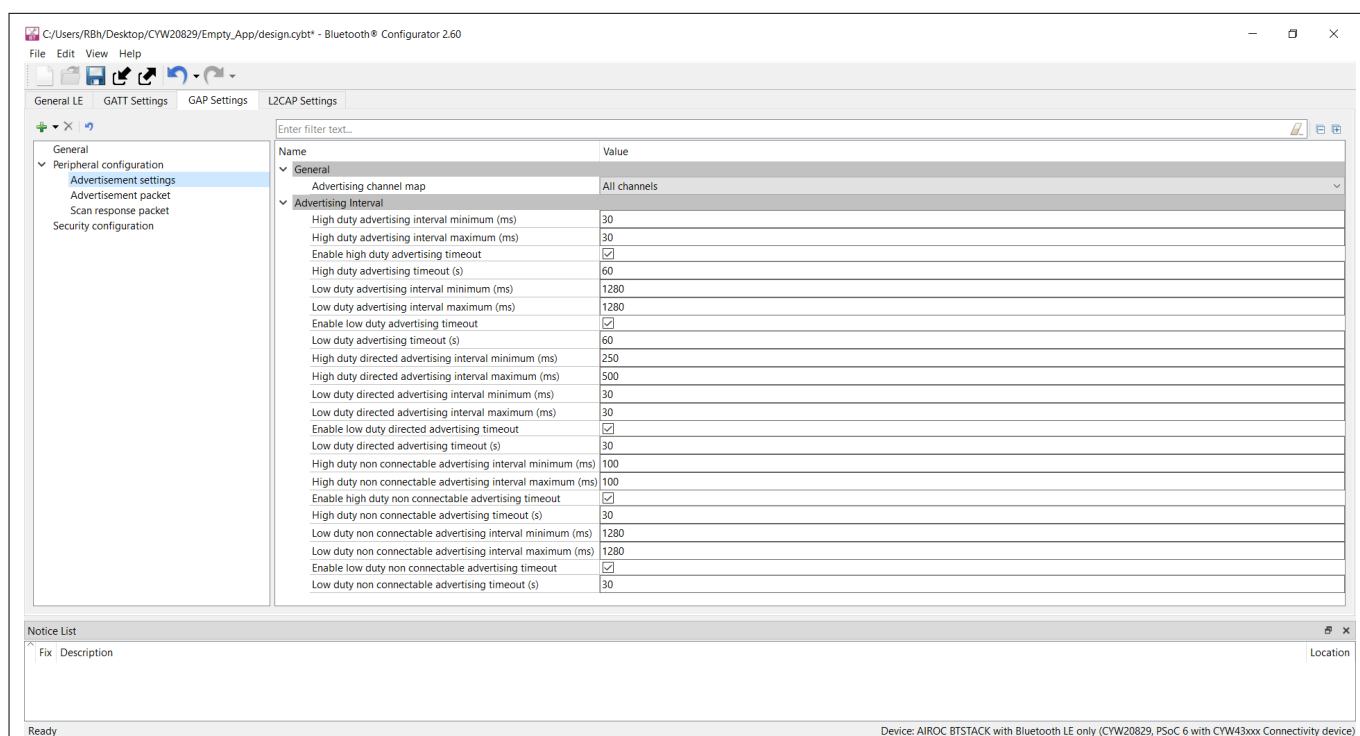 C:/Users/RBh/Desktop/CYW20829/Empty_App/design.cybt* - Bluetooth® Configurator 2.60
File Edit View Help
General LE GATT Settings GAP Settings L2CAP Settings
Enter filter text...
General
Peripheral configuration
Advertisement settings
Advertisement packet
Scan response packet
Security configuration
Name Value
General
Advertising channel map All channels
Advertising Interval
High duty advertising interval minimum (ms) 30
High duty advertising interval maximum (ms) 30
Enable high duty advertising timeout
High duty advertising timeout (s) 60
Low duty advertising interval minimum (ms) 1280
Low duty advertising interval maximum (ms) 1280
Enable low duty advertising timeout
Low duty advertising timeout (s) 60
High duty directed advertising interval minimum (ms) 250
High duty directed advertising interval maximum (ms) 500
Low duty directed advertising interval minimum (ms) 30
Low duty directed advertising interval maximum (ms) 30
Enable low duty directed advertising timeout
Low duty directed advertising timeout (s) 30
High duty non connectable advertising interval minimum (ms) 100
High duty non connectable advertising interval maximum (ms) 100
Enable high duty non connectable advertising timeout
High duty non connectable advertising timeout (s) 30
Low duty non connectable advertising interval minimum (ms) 1280
Low duty non connectable advertising interval maximum (ms) 1280
Enable low duty non connectable advertising timeout
Low duty non connectable advertising timeout (s) 30
Notice List
Fix Description Location
Ready Device: AIROC BTSTACK with Bluetooth LE only (CYW20829, PSoC 6 with CYW43xxx Connectivity device)